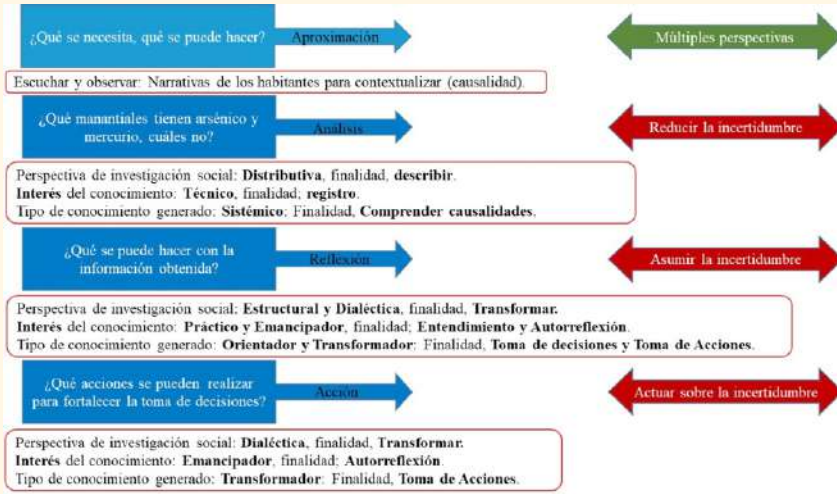 ¿Qué se necesita, qué se puede hacer?
Aproximación
Múltiples perspectivas
Escuchar y observar: Narrativas de los habitantes para contextualizar (causalidad).
¿Qué manantiales tienen arsénico y
mercurio, cuáles no?
Análisis
Reducir la incertidumbre
Perspectiva de investigación social: Distributiva, finalidad, describir.
Interés del conocimiento: Técnico, finalidad; registro.
Tipo de conocimiento generado: Sistémico: Finalidad, Comprender causalidades.
¿Qué se puede hacer con la
información obtenida?
Reflexión
Asumir la incertidumbre
Perspectiva de investigación social: Estructural y Dialéctica, finalidad, Transformar.
Interés del conocimiento: Práctico y Emancipador, finalidad; Entendimiento y Autorreflexión.
Tipo de conocimiento generado: Orientador y Transformador: Finalidad, Toma de decisiones y Toma de Acciones.
¿Qué acciones se pueden realizar
para fortalecer la toma de decisiones?
Acción
Actuar sobre la incertidumbre
Perspectiva de investigación social: Dialéctica, finalidad, Transformar.
Interés del conocimiento: Emancipador, finalidad; Autorreflexión.
Tipo de conocimiento generado: Transformador: Finalidad, Toma de Acciones.